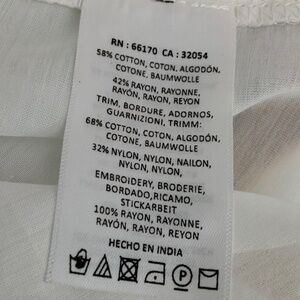 RN : 66170 CA : 32054
58% COTTON, COTON, ALGODÓN,
COTONE, BAUMWOLLE
42% RAYON, RAYONNE,
RAYÓN, RAYON, REYON
TRIM, BORDURE, ADORNOS,
GUARNIZIONI, TRIMM:
68% COTTON, COTON, ALGODÓN,
COTONE, BAUMWOLLE
32% NYLON, NYLON, NAILON,
NYLON, NYLON
EMBROIDERY, BRODERIE,
BORDADO,RICAMO,
STICKARBEIT
100% RAYON, RAYONNE,
RAYÓN, RAYON, REYON
HECHO EN INDIA
P